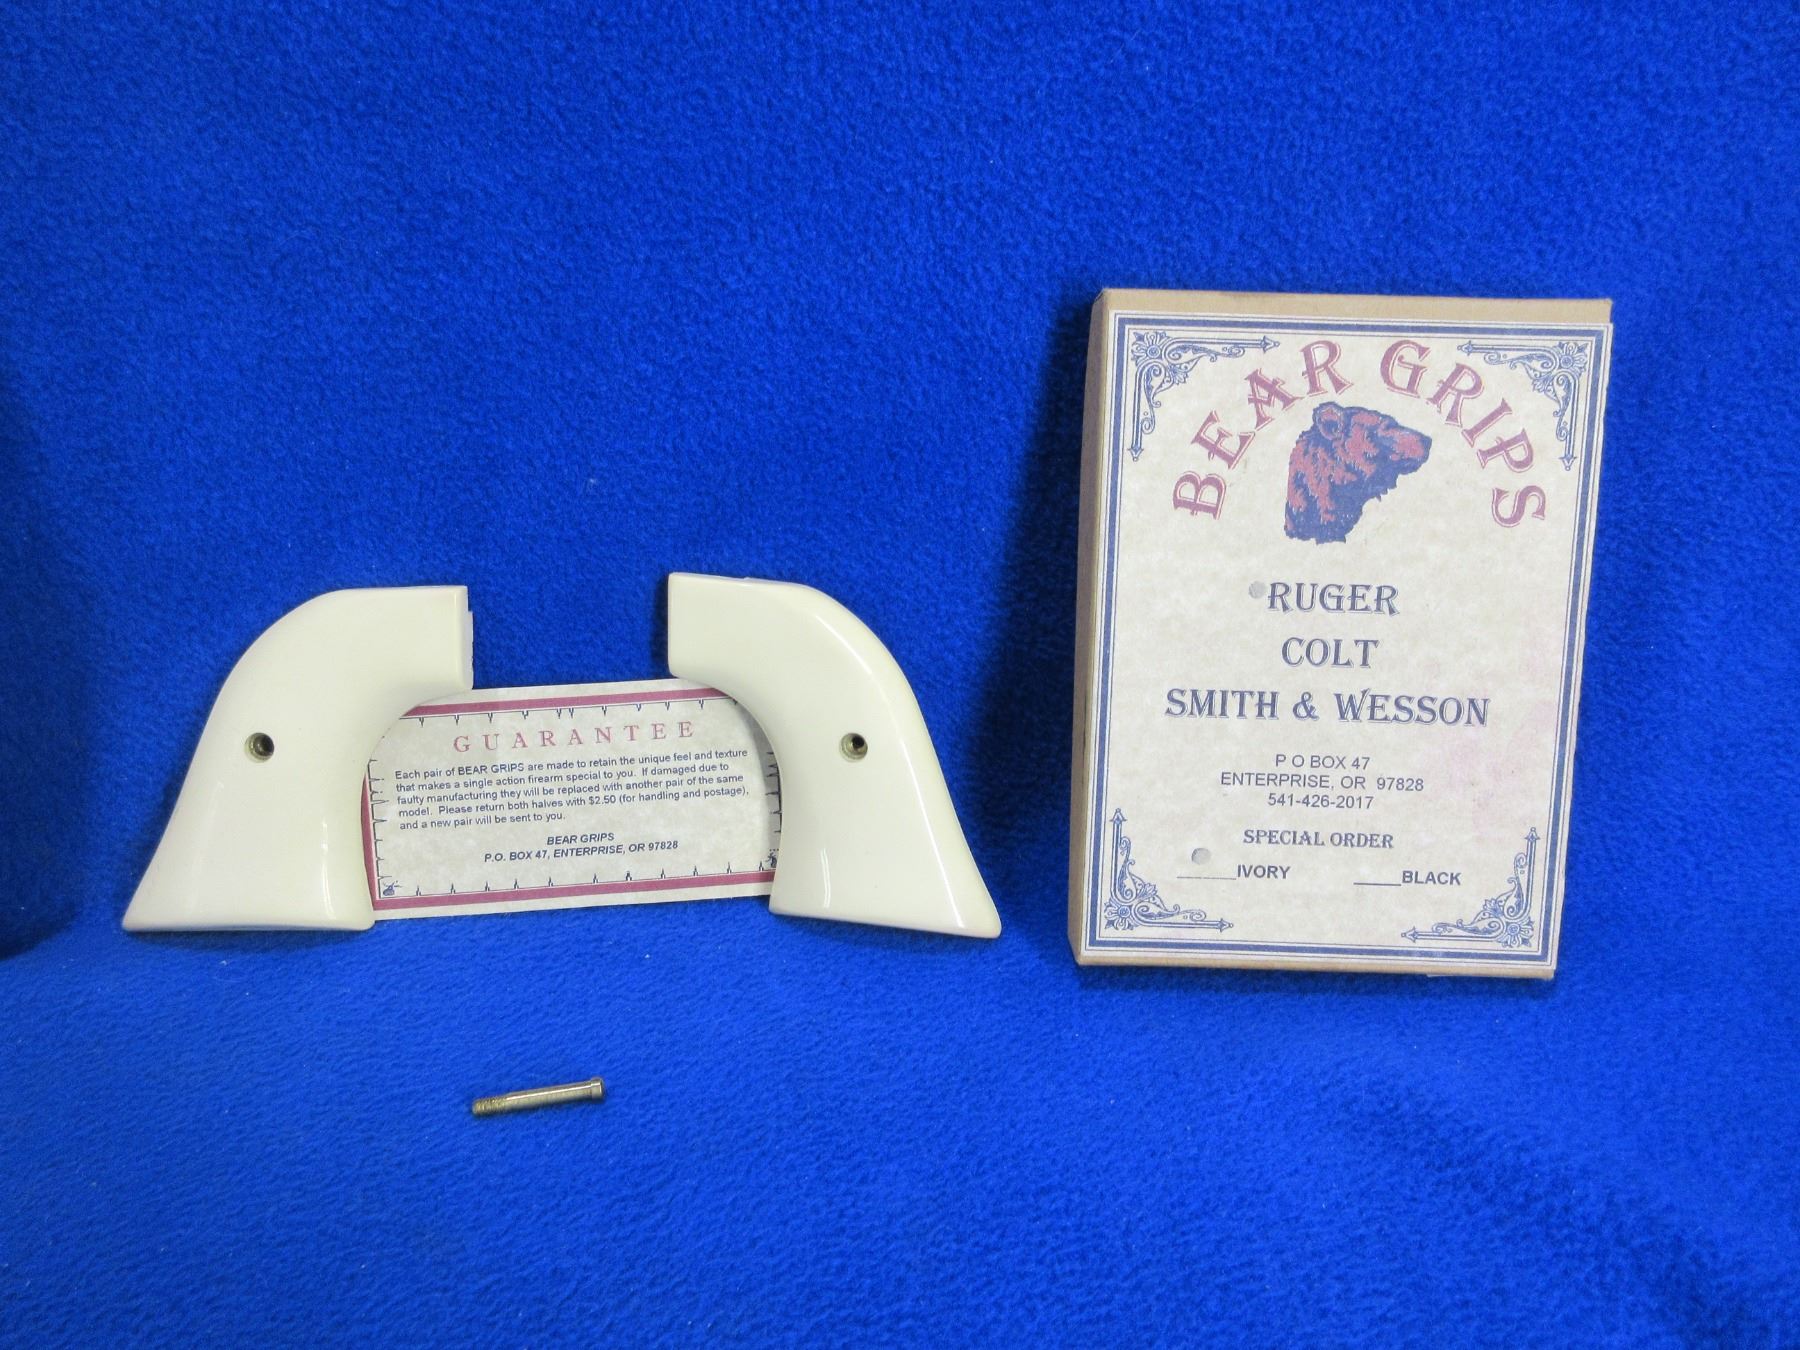 GUARANTEE
Each pair of BEAR GRIPS are made to retain the unique feel and texture
that makes a single action firearm special to you. If damaged due to
faulty manufacturing they will be replaced with another pair of the same
model. Please return both halves with $2.50 (for handling and postage),
and a new pair will be sent to you.
BEAR GRIPS
P.O. BOX 47, ENTERPRISE, OR 97828
BEAR GRIPS
RUGER
COLT
SMITH & WESSON
P O BOX 47
ENTERPRISE, OR 97828
541-426-2017
SPECIAL ORDER
______IVORY _____BLACK